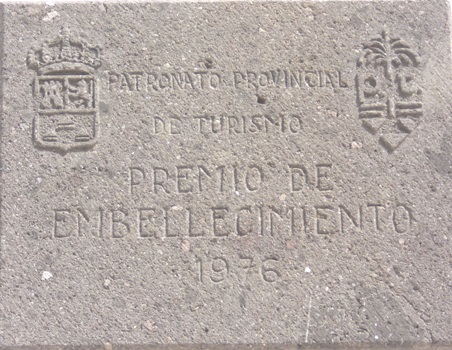 PATRONATO PROVINCIAL
DE TURISMO
PREMIO DE
EMBELLECIMIENTO
1976